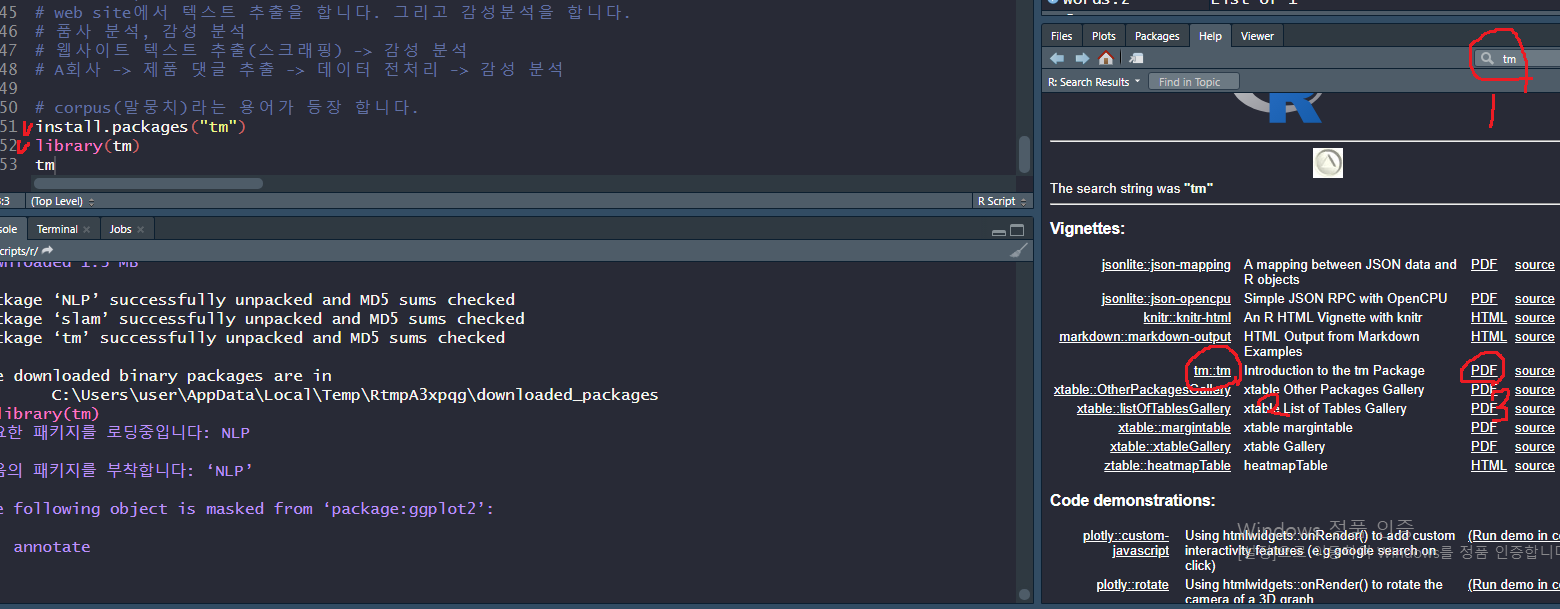 45 # web site에서 텍스트 추출을 합니다. 그리고 감성분석을 합니다.
46 # 품사 분석, 감성 분석
47 # 웹사이트 텍스트 추출(스크래핑) -> 감성 분석
48 # A회사 -> 제품 댓글 추출 -> 데이터 전처리 -> 감성 분석
49
50 # corpus(말뭉치)라는 용어가 등장 합니다.
51 install.packages("tm")
52 library(tm)
53 tm
:3 (Top Level) R Script
sole Terminal Jobs
cripts/r/
wnloaded 1.5 MB
ckage ‘NLP’ successfully unpacked and MD5 sums checked
ckage ‘slam’ successfully unpacked and MD5 sums checked
ckage ‘tm’ successfully unpacked and MD5 sums checked
e downloaded binary packages are in
C:\Users\user\AppData\Local\Temp\RtmpA3xpqg\downloaded_packages
library(tm)
요한 패키지를 로딩중입니다: NLP
음의 패키지를 부착합니다: ‘NLP’
e following object is masked from ‘package:ggplot2’:
annotate
words.2 List of 1
Files Plots Packages Help Viewer
tm
1
R: Search Results Find in Topic
R
The search string was "tm"
Vignettes:
jsonlite::json-mapping A mapping between JSON data and R objects PDF source
jsonlite::json-opencpu Simple JSON RPC with OpenCPU PDF source
knitr::knitr-html An R HTML Vignette with knitr HTML source
markdown::markdown-output HTML Output from Markdown Examples HTML source
tm::tm Introduction to the tm Package PDF source
xtable::OtherPackagesGallery xtable Other Packages Gallery PDF source
2 3
xtable::listOfTablesGallery xtable List of Tables Gallery PDF source
xtable::margintable xtable margintable PDF source
xtable::xtableGallery xtable Gallery PDF source
ztable::heatmapTable heatmapTable HTML source
Code demonstrations:
Windows 정품 인증
plotly::custom-javascript Using htmlwidgets::onRender() to add custom interactivity features (e.g google search on click) (Run demo in co
Windows를 정품 인증합니다
plotly::rotate Using htmlwidgets::onRender() to rotate the camera of a 3D graph (Run demo in co